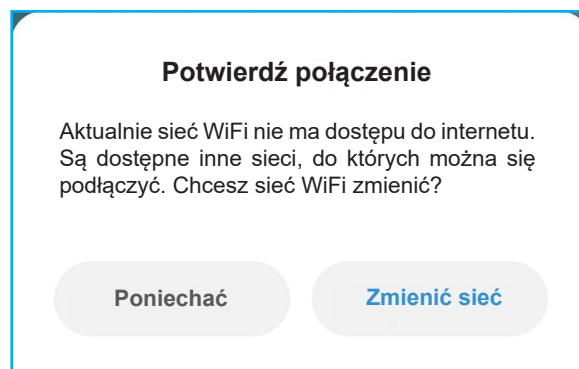 Potwierdź połączenie
Aktualnie sieć WiFi nie ma dostępu do internetu.
Są dostępne inne sieci, do których można się
podłączyć. Chcesz sieć WiFi zmienić?
Poniechać
Zmienić sieć